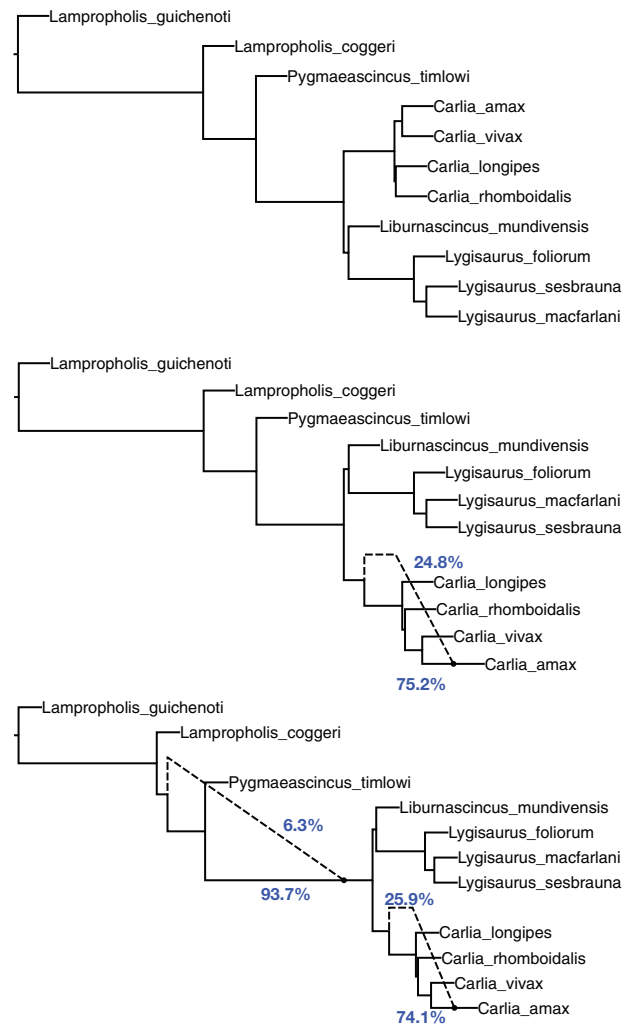 Lampropholis_guichenoti
Lampropholis_coggeri
Pygmaeascincus_timlowi
Carlia_amax
Carlia_vivax
Carlia_longipes
Carlia_rhomboidalis
Liburnascincus_mundivensis
Lygisaurus_foliorum
Lygisaurus_sesbrauna
Lygisaurus_macfarlani
Lampropholis_guichenoti
Lampropholis_coggeri
Pygmaeascincus_timlowi
Liburnascincus_mundivensis
Lygisaurus_foliorum
Lygisaurus_macfarlani
Lygisaurus_sesbrauna
24.8%
Carlia_longipes
Carlia_rhomboidalis
Carlia_vivax
Carlia_amax
75.2%
Lampropholis_guichenoti
Lampropholis_coggeri
Pygmaeascincus_timlowi
Liburnascincus_mundivensis
6.3%
Lygisaurus_foliorum
Lygisaurus_macfarlani
Lygisaurus_sesbrauna
93.7%
25.9%
Carlia_longipes
Carlia_rhomboidalis
Carlia_vivax
Carlia_amax
74.1%